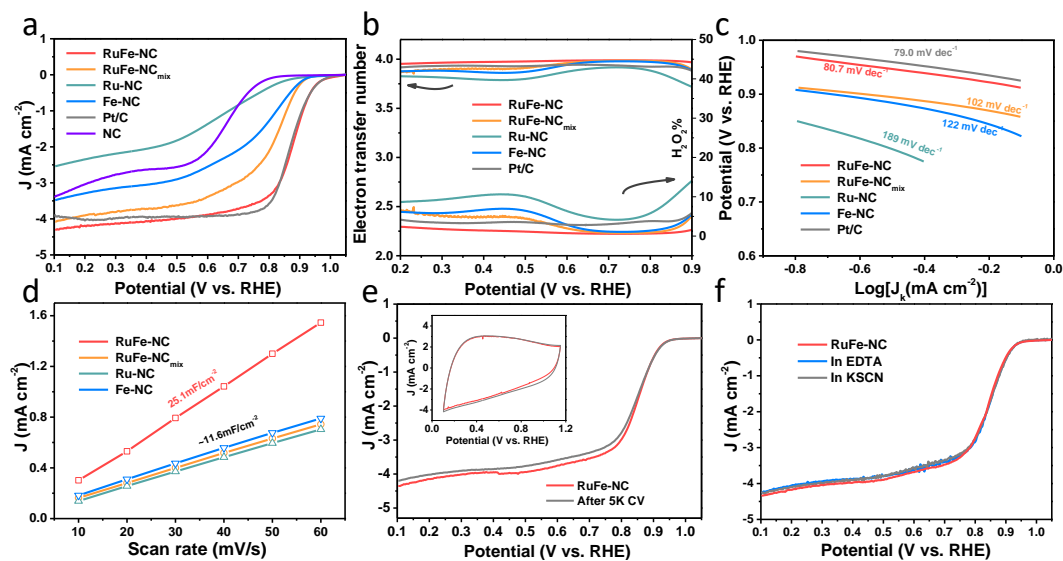 a
RuFe-NC
RuFe-NCmix
Ru-NC
Fe-NC
Pt/C
NC
J (mA cm-2)
1
0
-1
-2
-3
-4
-5
0.1 0.2 0.3 0.4 0.5 0.6 0.7 0.8 0.9 1.0
Potential (V vs. RHE)
b
RuFe-NC
RuFe-NCmix
Ru-NC
Fe-NC
Pt/C
Electron transfer number
4.0
3.5
3.0
2.5
2.0
H2O2%
50
40
30
20
10
0
0.2 0.3 0.4 0.5 0.6 0.7 0.8 0.9
Potential (V vs. RHE)
c
79.0 mV dec-1
80.7 mV dec-1
102 mV dec-1
122 mV dec-1
189 mV dec-1
RuFe-NC
RuFe-NCmix
Ru-NC
Fe-NC
Pt/C
Potential (V vs. RHE)
1.0
0.9
0.8
0.7
0.6
-0.8 -0.6 -0.4 -0.2 0.0
Log[Jk(mA cm-2)]
d
RuFe-NC
RuFe-NCmix
Ru-NC
Fe-NC
25.1mF/cm-2
~11.6mF/cm-2
J (mA cm-2)
1.6
1.2
0.8
0.4
0.0
10 20 30 40 50 60
Scan rate (mV/s)
e
J (mA cm-2)
4
2
0
-2
-4
0.0 0.4 0.8 1.2
Potential (V vs. RHE)
RuFe-NC
After 5K CV
J (mA cm-2)
1
0
-1
-2
-3
-4
-5
0.1 0.2 0.3 0.4 0.5 0.6 0.7 0.8 0.9 1.0
Potential (V vs. RHE)
f
RuFe-NC
In EDTA
In KSCN
J (mA cm-2)
1
0
-1
-2
-3
-4
-5
0.1 0.2 0.3 0.4 0.5 0.6 0.7 0.8 0.9 1.0
Potential (V vs. RHE)